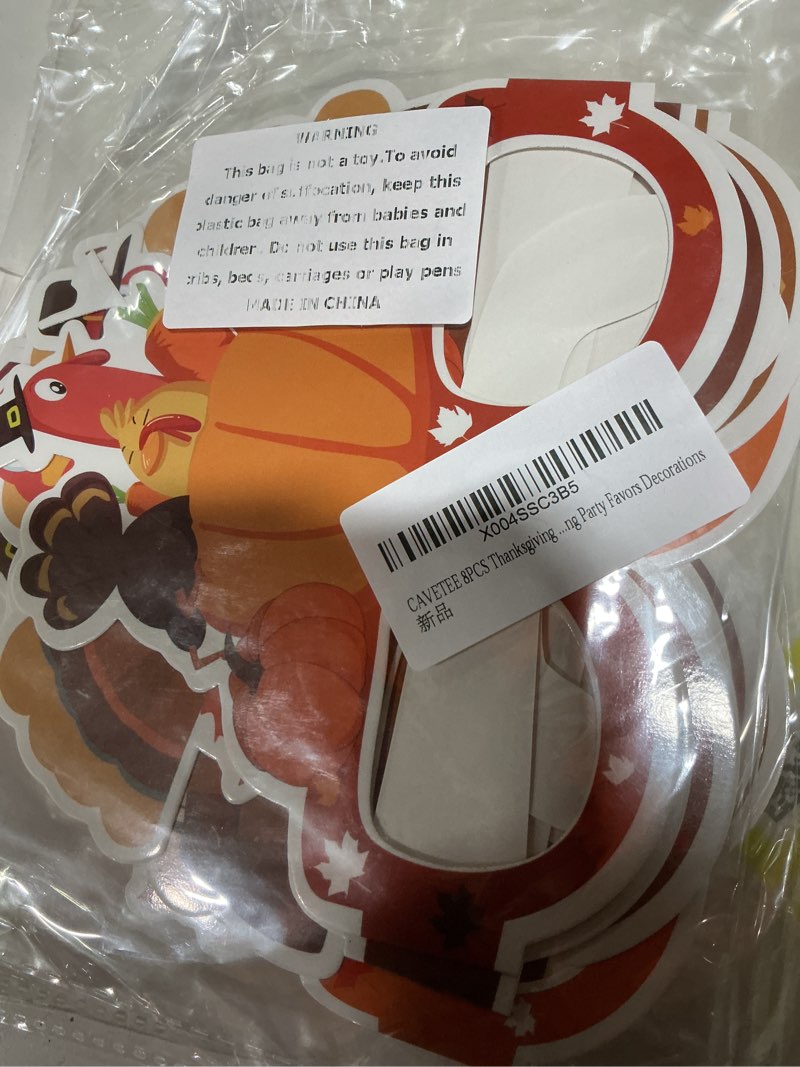 WARNING
This bag is not a toy.To avoid
danger of suffocation, keep this
plastic bag away from babies and
children. Do not use this bag in
cribs, beds, carriages or play pens
MADE IN CHINA
X004SSC3B5
CAVETEE 8PCS Thanksgiving ...ng Party Favors Decorations
新品